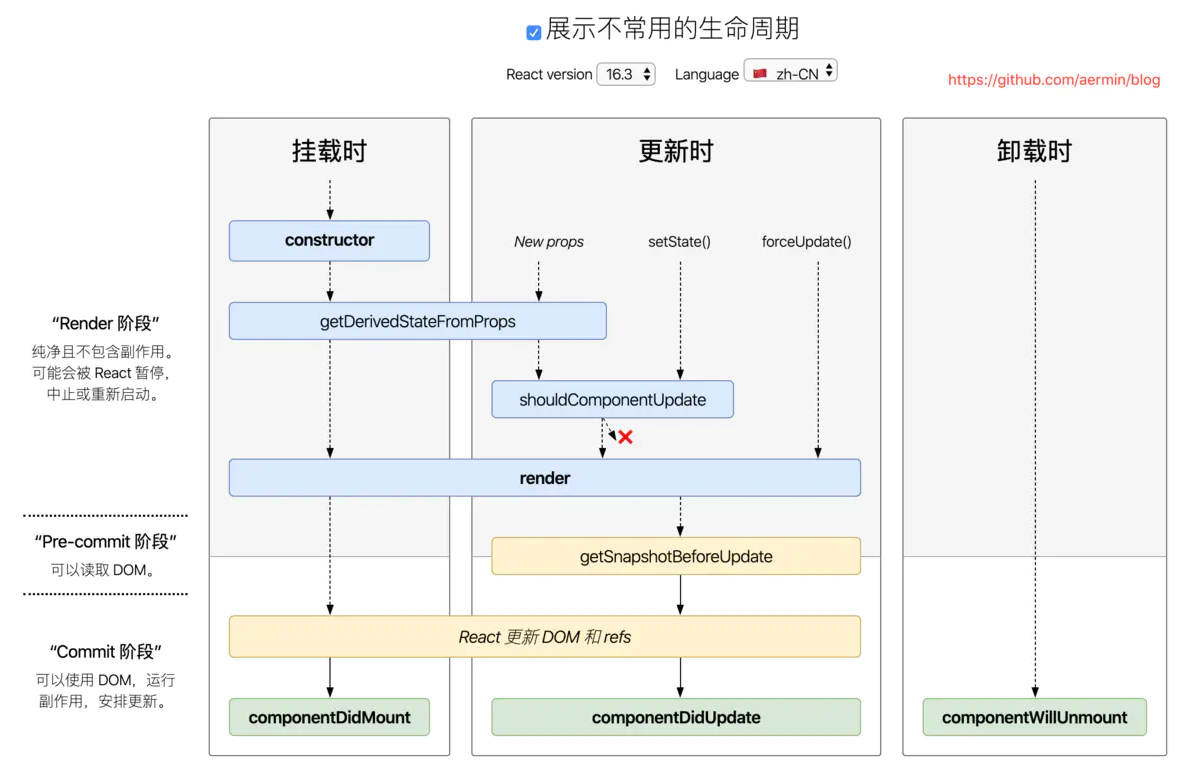 展示不常用的生命周期
React version 16.3 Language zh-CN
https://github.com/aermin/blog
挂载时
更新时
卸载时
constructor
New props
setState()
forceUpdate()
“Render 阶段”
纯净且不包含副作用。
可能会被 React 暂停，
中止或重新启动。
getDerivedStateFromProps
shouldComponentUpdate
render
“Pre-commit 阶段”
可以读取 DOM。
getSnapshotBeforeUpdate
“Commit 阶段”
可以使用 DOM，运行
副作用，安排更新。
React 更新 DOM 和 refs
componentDidMount
componentDidUpdate
componentWillUnmount